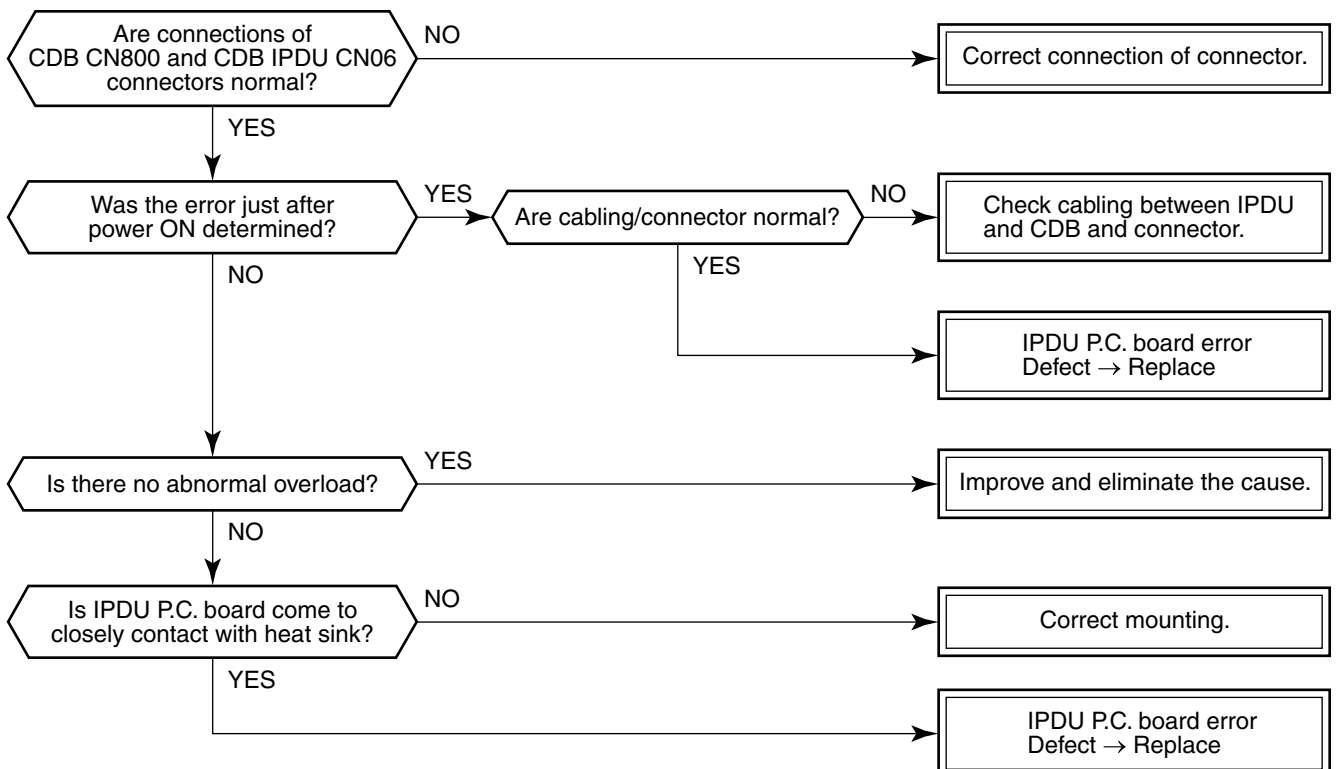 Are connections of
CDB CN800 and CDB IPDU CN06
connectors normal?
NO
Correct connection of connector.
YES
Was the error just after
power ON determined?
YES
Are cabling/connector normal?
NO
Check cabling between IPDU
and CDB and connector.
NO
YES
IPDU P.C. board error
Defect → Replace
Is there no abnormal overload?
YES
Improve and eliminate the cause.
NO
Is IPDU P.C. board come to
closely contact with heat sink?
NO
Correct mounting.
YES
IPDU P.C. board error
Defect → Replace